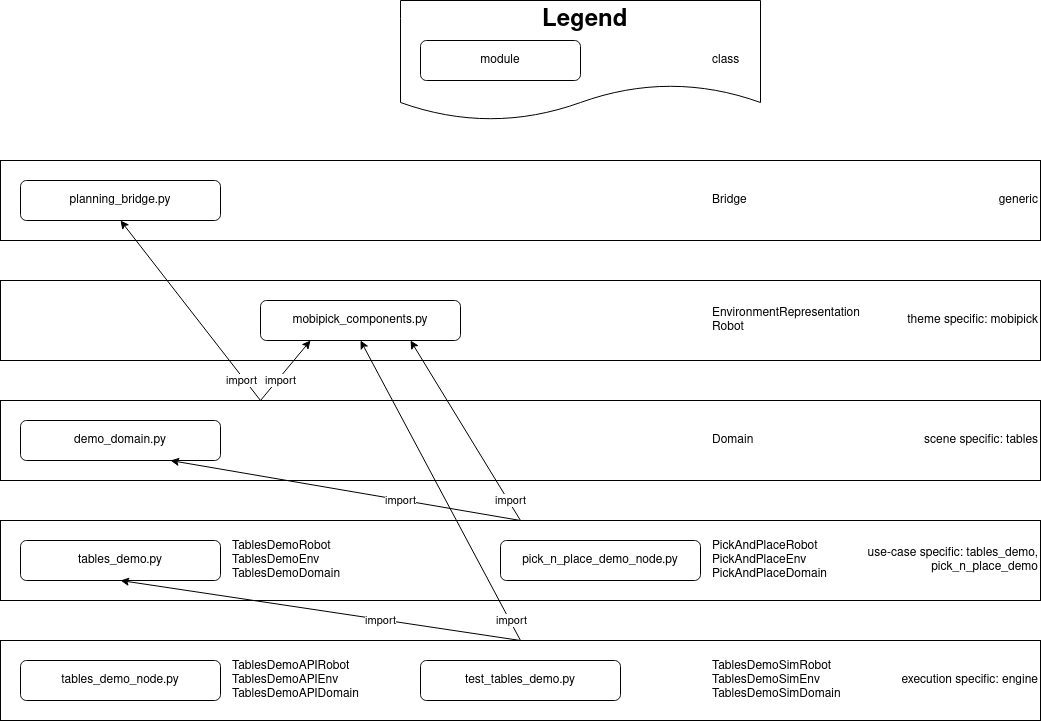 Legend
module
class
planning_bridge.py
Bridge
generic
mobipick_components.py
EnvironmentRepresentation
Robot
theme specific: mobipick
import
import
demo_domain.py
Domain
scene specific: tables
import
import
tables_demo.py
TablesDemoRobot
TablesDemoEnv
TablesDemoDomain
pick_n_place_demo_node.py
PickAndPlaceRobot
PickAndPlaceEnv
PickAndPlaceDomain
use-case specific: tables_demo,
pick_n_place_demo
import
import
tables_demo_node.py
TablesDemoAPIRobot
TablesDemoAPIEnv
TablesDemoAPIDomain
test_tables_demo.py
TablesDemoSimRobot
TablesDemoSimEnv
TablesDemoSimDomain
execution specific: engine